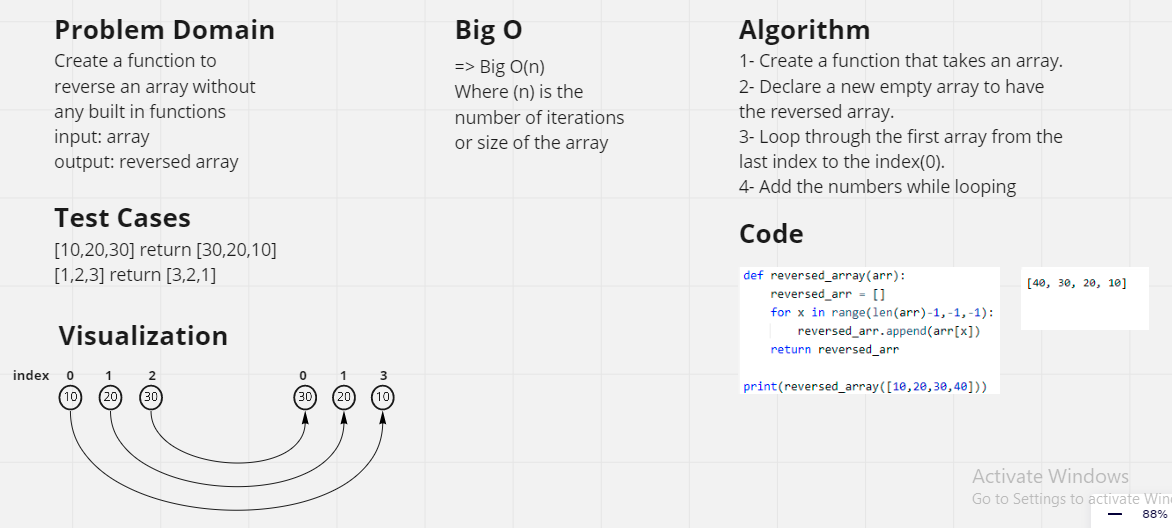 Problem Domain
Create a function to
reverse an array without
any built in functions
input: array
output: reversed array
Test Cases
[10,20,30] return [30,20,10]
[1,2,3] return [3,2,1]
Visualization
index 0 1 2 0 1 3
10 20 30 30 20 10
Big O
=> Big O(n)
Where (n) is the
number of iterations
or size of the array
Algorithm
1- Create a function that takes an array.
2- Declare a new empty array to have
the reversed array.
3- Loop through the first array from the
last index to the index(0).
4- Add the numbers while looping
Code
def reversed_array(arr):
    reversed_arr = []
    for x in range(len(arr)-1,-1,-1):
        reversed_arr.append(arr[x])
    return reversed_arr
print(reversed_array([10,20,30,40]))
[40, 30, 20, 10]
Activate Windows
Go to Settings to activate Win
88%